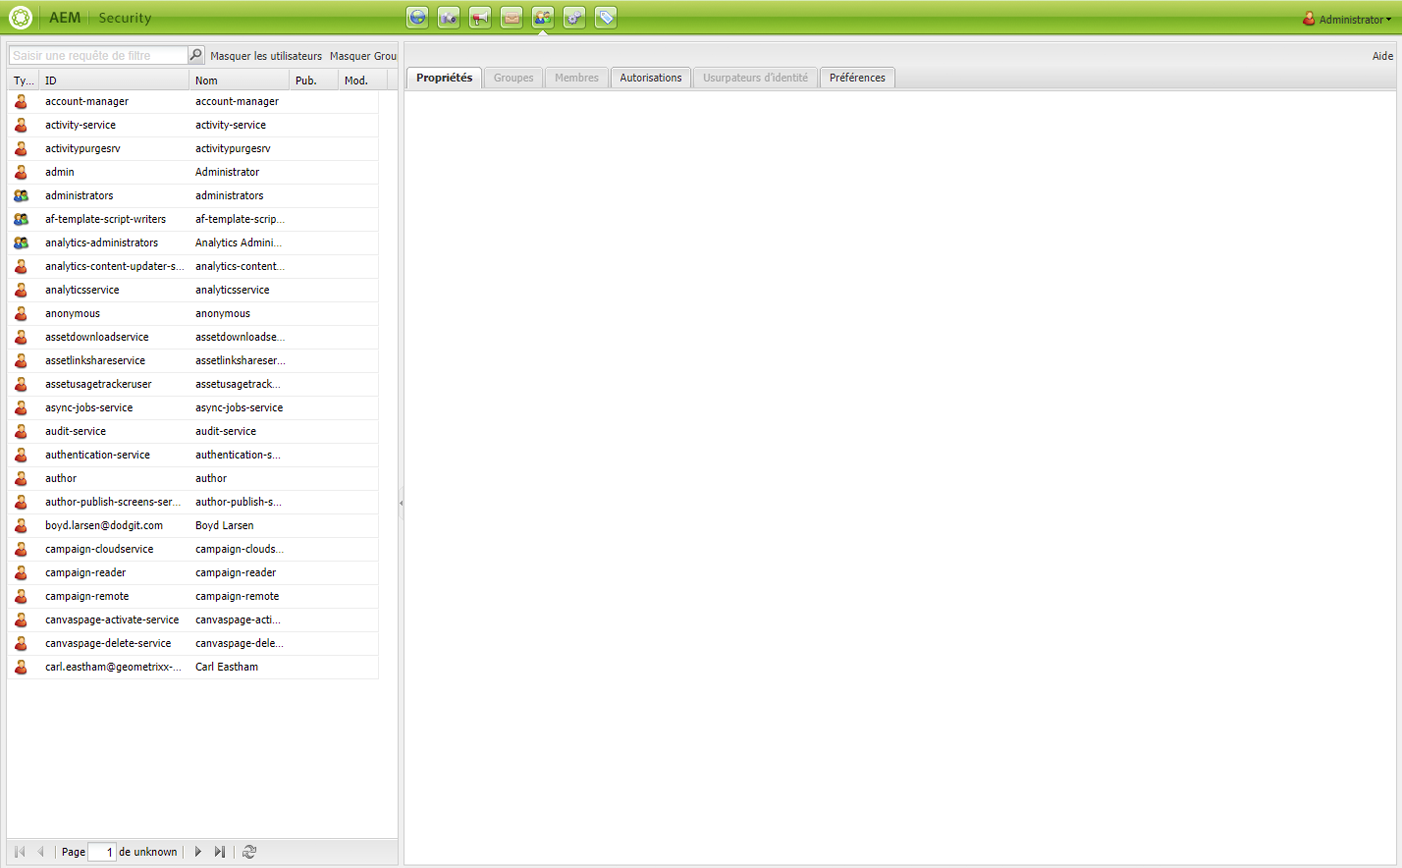 AEM Security Administrator
Saisir une requête de filtre Masquer les utilisateurs Masquer Grou Aide
Propriétés Groupes Membres Autorisations Usurpateurs d'identité Préférences
Ty... ID Nom Pub. Mod.
account-manager account-manager
activity-service activity-service
activitypurgesrv activitypurgesrv
admin Administrator
administrators administrators
af-template-script-writers af-template-scrip...
analytics-administrators Analytics Admini...
analytics-content-updater-s... analytics-content...
analyticsservice analyticsservice
anonymous anonymous
assetdownloadservice assetdownloadse...
assetlinkshareservice assetlinkshareser...
assetusagetrackeruser assetusagetrack...
async-jobs-service async-jobs-service
audit-service audit-service
authentication-service authentication-s...
author author
author-publish-screens-ser... author-publish-s...
boyd.larsen@dodgit.com Boyd Larsen
campaign-cloudservice campaign-clouds...
campaign-reader campaign-reader
campaign-remote campaign-remote
canvaspage-activate-service canvaspage-acti...
canvaspage-delete-service canvaspage-dele...
carl.eastham@geometrixx-... Carl Eastham
Page 1 de unknown